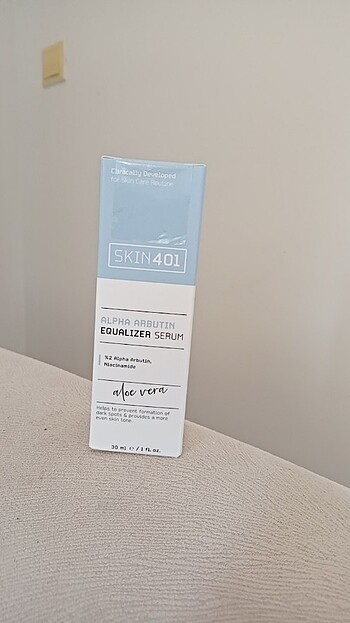 Clinically Developed
for Skin Care Routine
SKIN401
ALPHA ARBUTIN
EQUALIZER SERUM
%2 Alpha Arbutin,
Niacinamide
aloe vera
Helps to prevent formation of
dark spots & provides a more
even skin tone.
30 ml ℮ / 1 fl. oz.